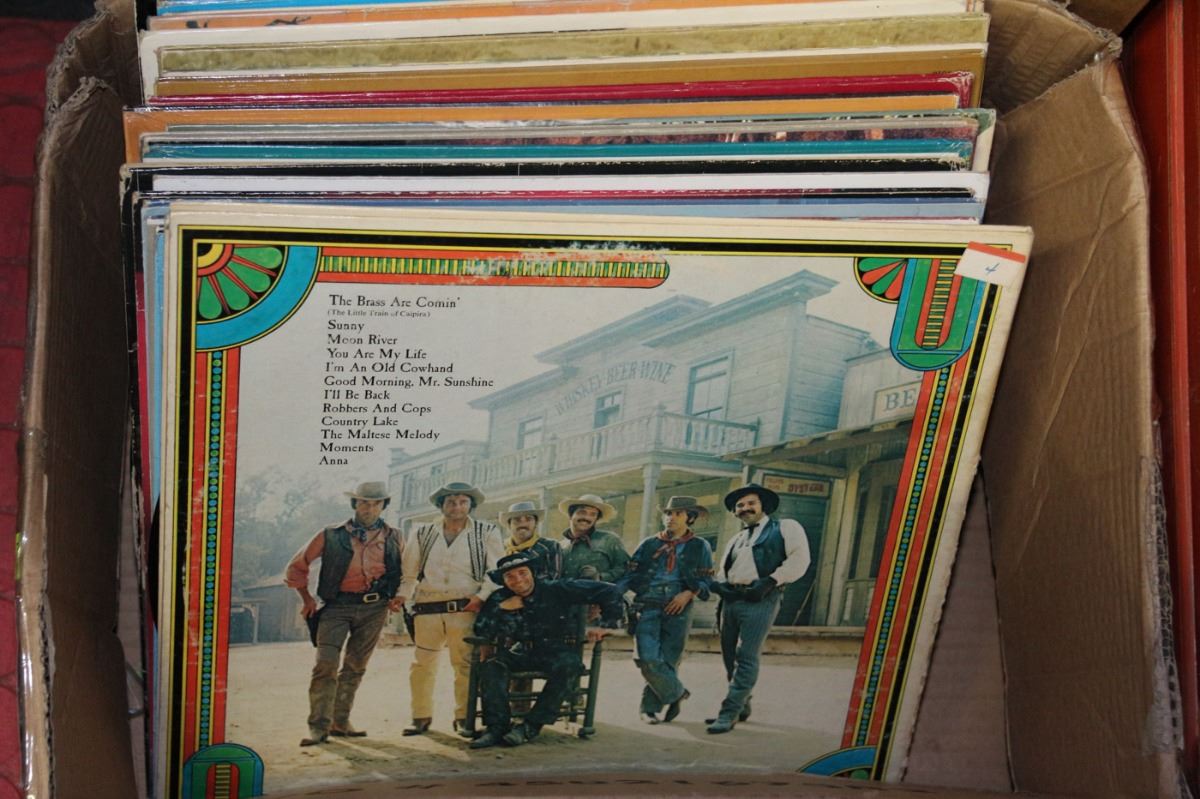 4
The Brass Are Comin'
(The Little Train of Caipira)
Sunny
Moon River
You Are My Life
I'm An Old Cowhand
Good Morning, Mr. Sunshine
I'll Be Back
Robbers And Cops
Country Lake
The Maltese Melody
Moments
Anna
WHISKEY-BEER-WINE
BE
OYSTER